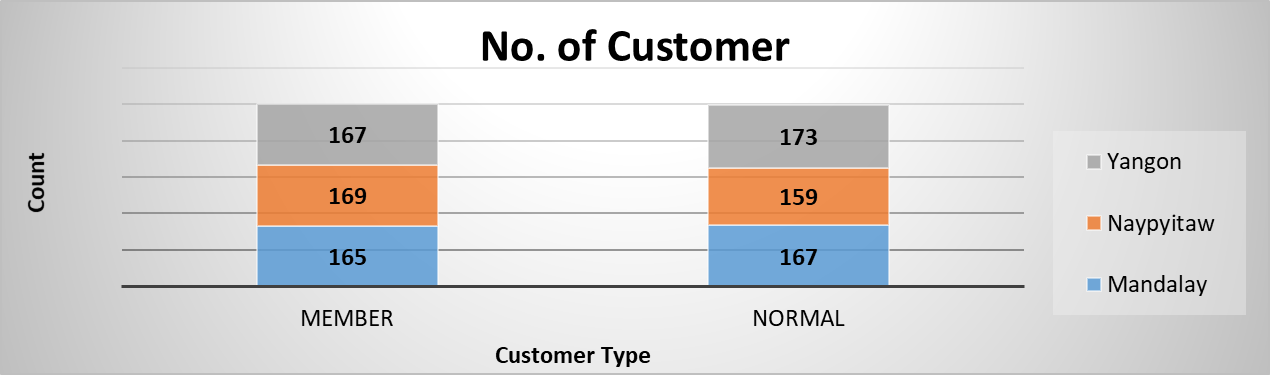 No. of Customer
Count
167
169
165
173
159
167
MEMBER
NORMAL
Customer Type
Yangon
Naypyitaw
Mandalay